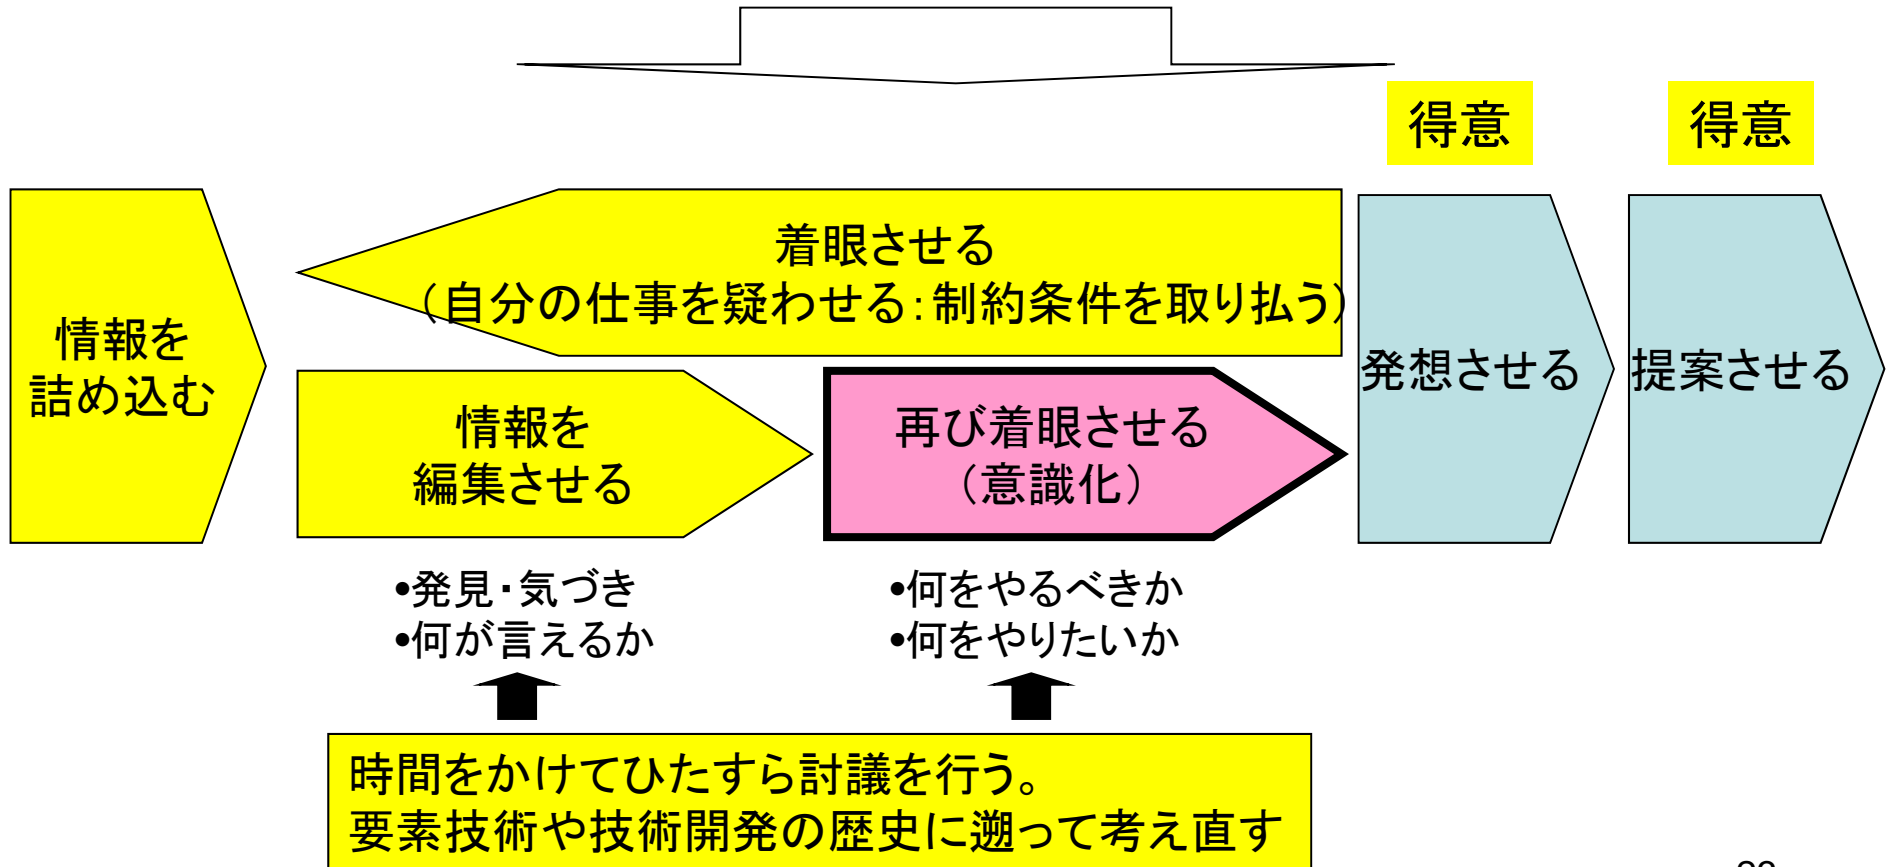 得意
得意
着眼させる
（自分の仕事を疑わせる：制約条件を取り払う）
情報を
詰め込む
発想させる
提案させる
情報を
編集させる
再び着眼させる
（意識化）
•発見・気づき
•何が言えるか
•何をやるべきか
•何をやりたいか
時間をかけてひたすら討議を行う。
要素技術や技術開発の歴史に遡って考え直す